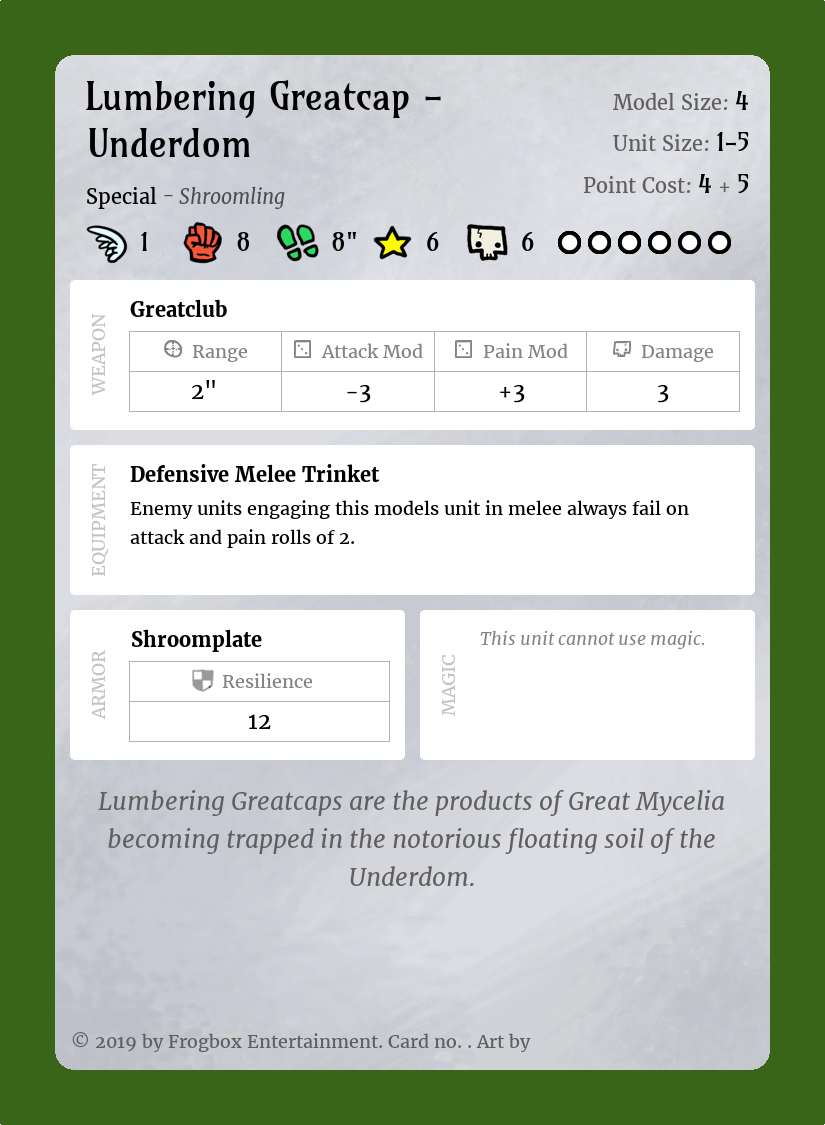 Lumbering Greatcap –
Underdom
Model Size: 4
Unit Size: 1–5
Point Cost: 4 + 5
Special – Shroomling
1 8 8" 6 6
WEAPON
Greatclub
Range Attack Mod Pain Mod Damage
2" -3 +3 3
EQUIPMENT
Defensive Melee Trinket
Enemy units engaging this models unit in melee always fail on
attack and pain rolls of 2.
ARMOR
Shroomplate
Resilience
12
MAGIC
This unit cannot use magic.
Lumbering Greatcaps are the products of Great Mycelia
becoming trapped in the notorious floating soil of the
Underdom.
© 2019 by Frogbox Entertainment. Card no. . Art by